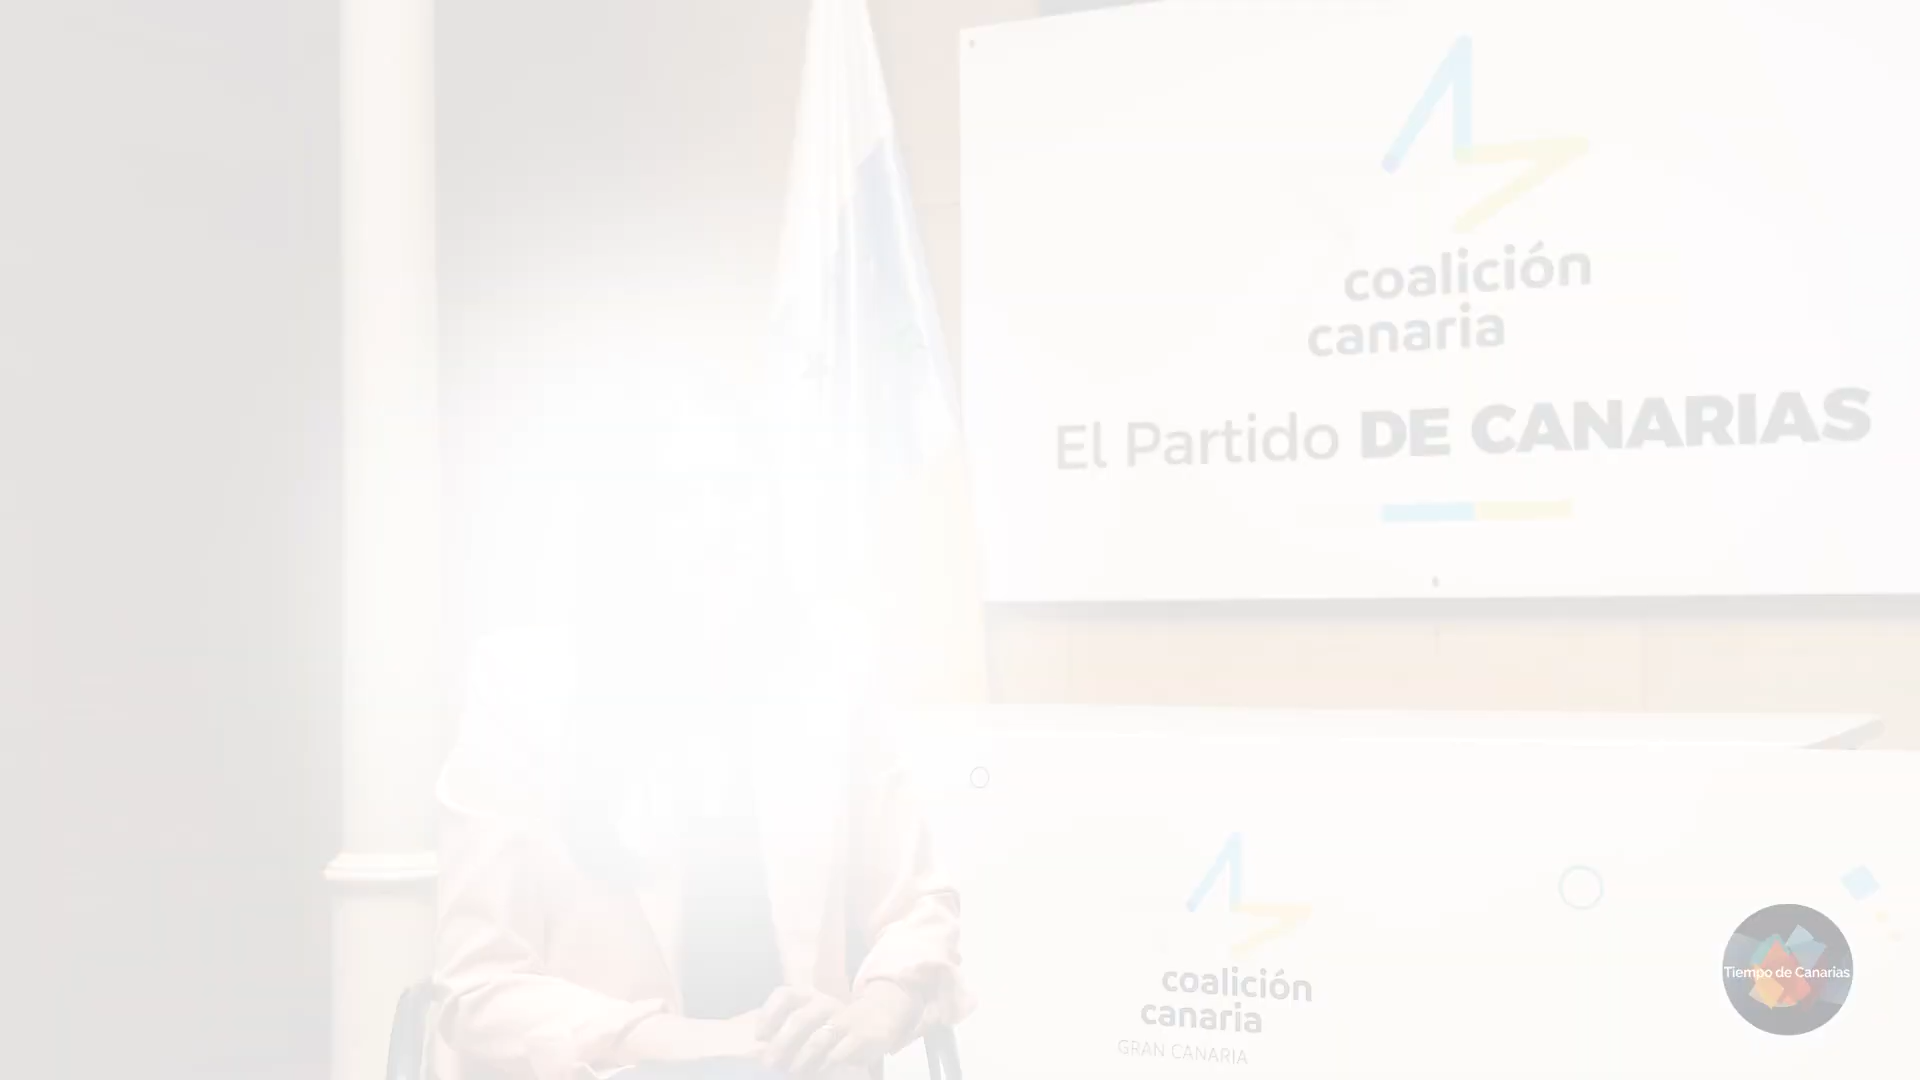 coalición
canaria
El Partido DE CANARIAS
coalición
canaria
GRAN CANARIA
Tiempo de Canarias